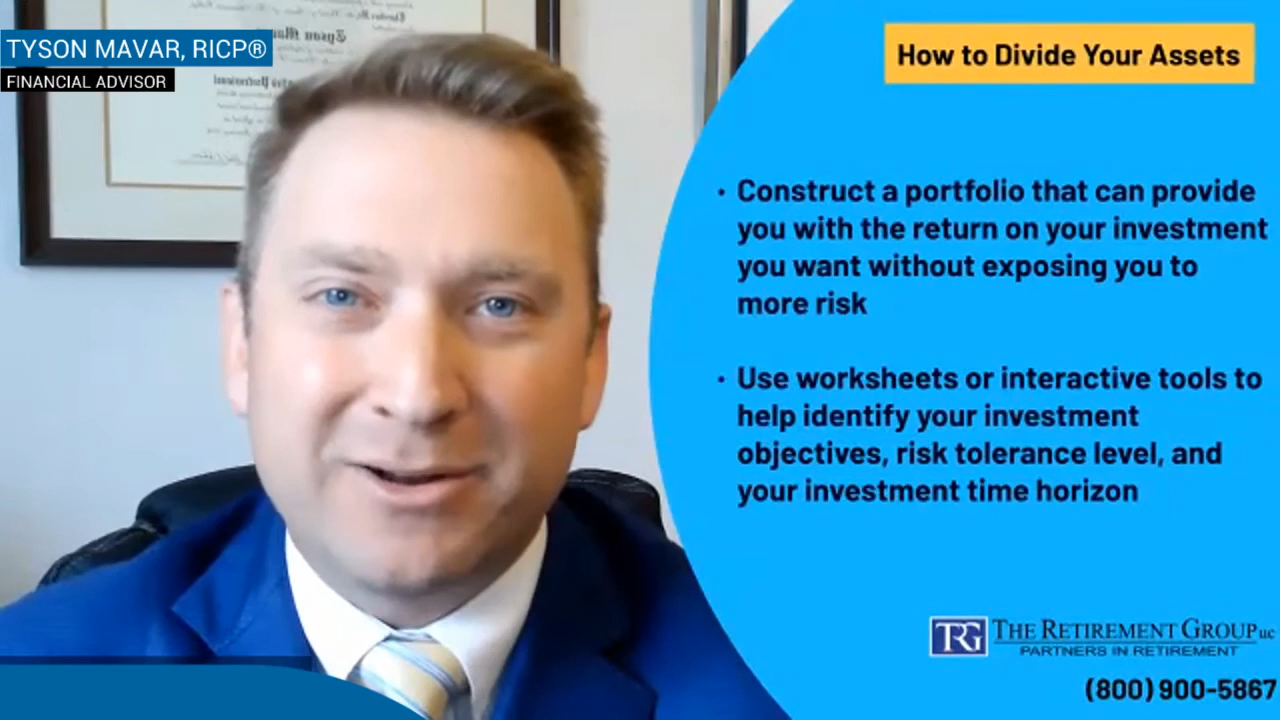 TYSON MAVAR, RICP®
FINANCIAL ADVISOR
How to Divide Your Assets
• Construct a portfolio that can provide
you with the return on your investment
you want without exposing you to
more risk
• Use worksheets or interactive tools to
help identify your investment
objectives, risk tolerance level, and
your investment time horizon
TRG THE RETIREMENT GROUP LLC
PARTNERS IN RETIREMENT
(800) 900-5867